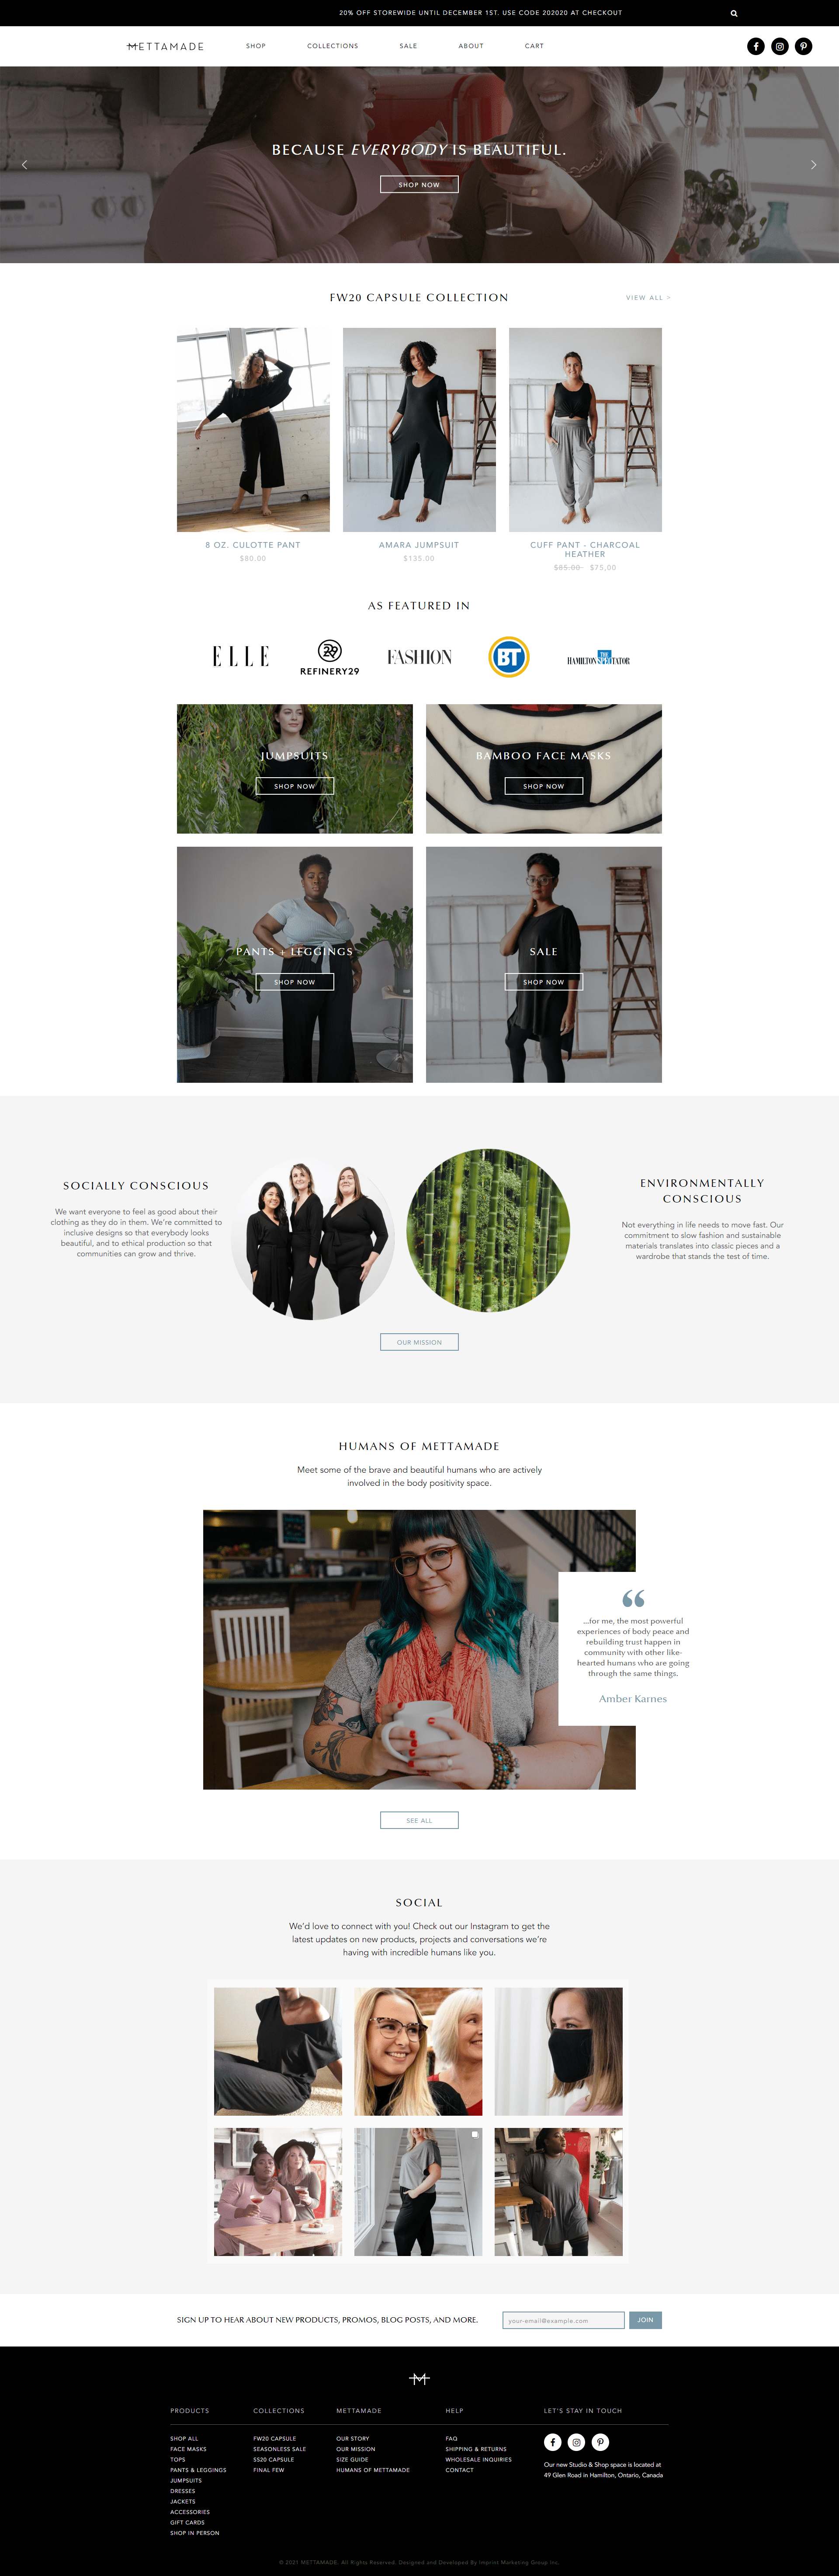 20% OFF STOREWIDE UNTIL DECEMBER 1ST. USE CODE 202020 AT CHECKOUT
METTAMADE
SHOP
COLLECTIONS
SALE
ABOUT
CART
BECAUSE EVERYBODY IS BEAUTIFUL.
SHOP NOW
FW20 CAPSULE COLLECTION
VIEW ALL >
8 OZ. CULOTTE PANT
$80.00
AMARA JUMPSUIT
$135.00
CUFF PANT - CHARCOAL
HEATHER
$85.00 $75,00
AS FEATURED IN
ELLE
R29
REFINERY29
FASHION
BT
HAMILTON THE SPECTATOR
JUMPSUITS
SHOP NOW
BAMBOO FACE MASKS
SHOP NOW
PANTS + LEGGINGS
SHOP NOW
SALE
SHOP NOW
SOCIALLY CONSCIOUS
We want everyone to feel as good about their
clothing as they do in them. We're committed to
inclusive designs so that everybody looks
beautiful, and to ethical production so that
communities can grow and thrive.
ENVIRONMENTALLY
CONSCIOUS
Not everything in life needs to move fast. Our
commitment to slow fashion and sustainable
materials translates into classic pieces and a
wardrobe that stands the test of time.
OUR MISSION
HUMANS OF METTAMADE
Meet some of the brave and beautiful humans who are actively
involved in the body positivity space.
“
...for me, the most powerful
experiences of body peace and
rebuilding trust happen in
community with other like-
hearted humans who are going
through the same things.
Amber Karnes
SEE ALL
SOCIAL
We'd love to connect with you! Check out our Instagram to get the
latest updates on new products, projects and conversations we're
having with incredible humans like you.
SIGN UP TO HEAR ABOUT NEW PRODUCTS, PROMOS, BLOG POSTS, AND MORE.
your-email@example.com
JOIN
M
PRODUCTS
SHOP ALL
FACE MASKS
TOPS
PANTS & LEGGINGS
JUMPSUITS
DRESSES
JACKETS
ACCESSORIES
GIFT CARDS
SHOP IN PERSON
COLLECTIONS
FW20 CAPSULE
SEASONLESS SALE
SS20 CAPSULE
FINAL FEW
METTAMADE
OUR STORY
OUR MISSION
SIZE GUIDE
HUMANS OF METTAMADE
HELP
FAQ
SHIPPING & RETURNS
WHOLESALE INQUIRIES
CONTACT
LET'S STAY IN TOUCH
Our new Studio & Shop space is located at
49 Glen Road in Hamilton, Ontario, Canada
© 2021 METTAMADE. All Rights Reserved. Designed and Developed By Imprint Marketing Group Inc.